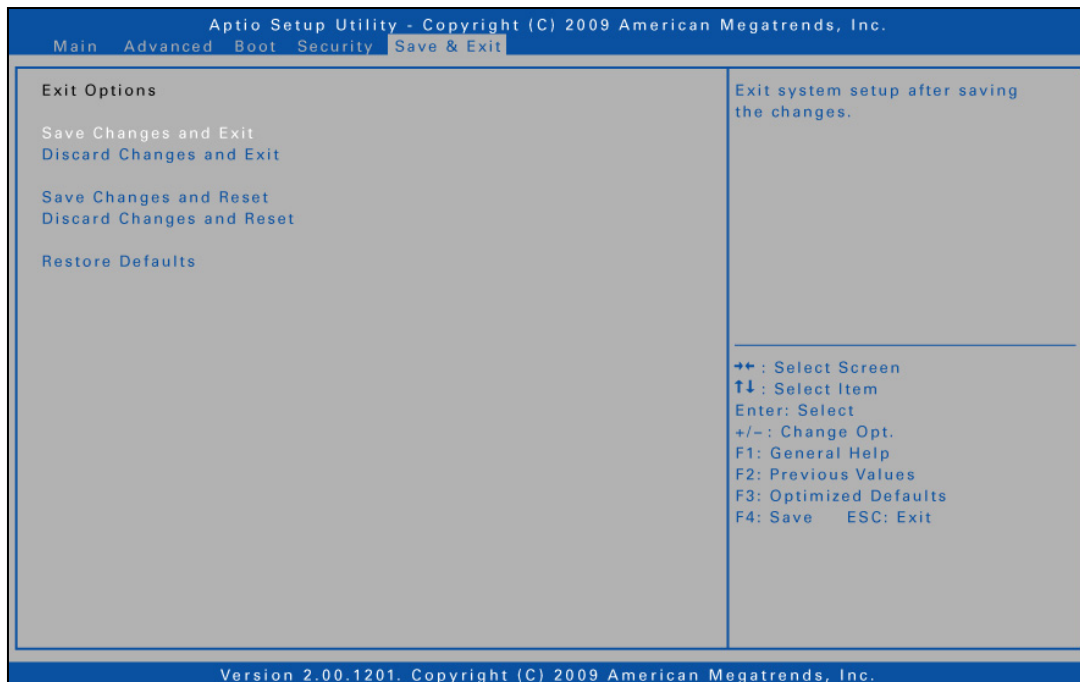 Aptio Setup Utility - Copyright (C) 2009 American Megatrends, Inc.
Main Advanced Boot Security Save & Exit
Exit Options
Save Changes and Exit
Discard Changes and Exit
Save Changes and Reset
Discard Changes and Reset
Restore Defaults
Exit system setup after saving
the changes.
→← : Select Screen
↑↓ : Select Item
Enter: Select
+/– : Change Opt.
F1: General Help
F2: Previous Values
F3: Optimized Defaults
F4: Save ESC: Exit
Version 2.00.1201. Copyright (C) 2009 American Megatrends, Inc.